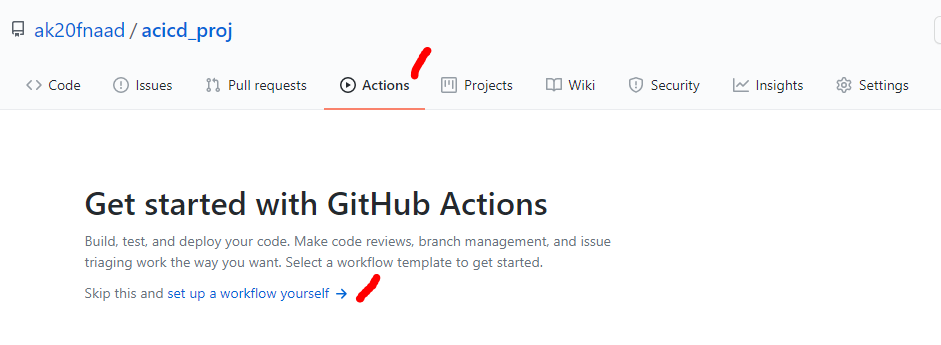 ak20fnaad / acicd_proj
Code Issues Pull requests Actions Projects Wiki Security Insights Settings
Get started with GitHub Actions
Build, test, and deploy your code. Make code reviews, branch management, and issue
triaging work the way you want. Select a workflow template to get started.
Skip this and set up a workflow yourself →